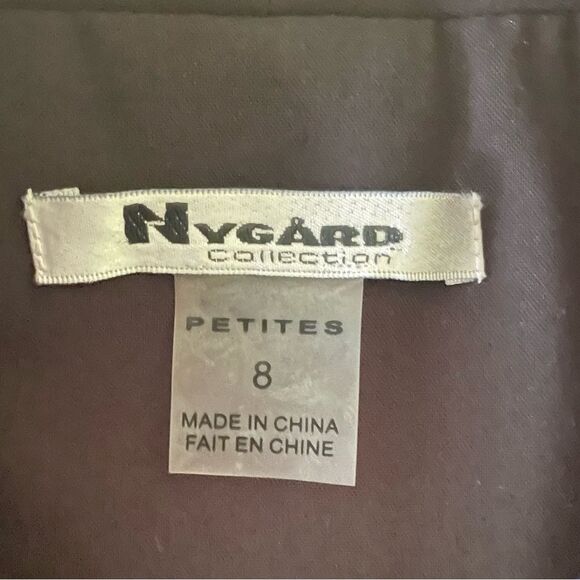 NYGÅRD
Collection
PETITES
8
MADE IN CHINA
FAIT EN CHINE